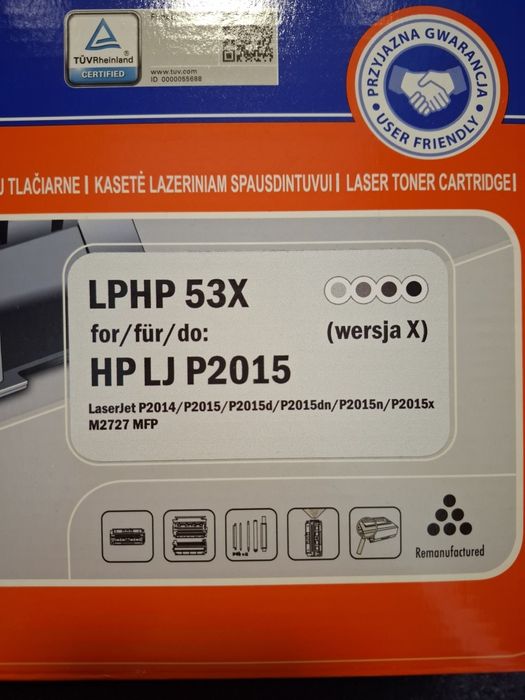 TÜVRheinland
CERTIFIED
www.tuv.com
ID 0000055688
PRZYJAZNA GWARANCJA
USER FRIENDLY
TLAČIARNE | KASETĖ LAZERINIAM SPAUSDINTUVUI | LASER TONER CARTRIDGE |
LPHP 53X
for/für/do: (wersja X)
HP LJ P2015
LaserJet P2014/P2015/P2015d/P2015dn/P2015n/P2015x
M2727 MFP
Remanufactured